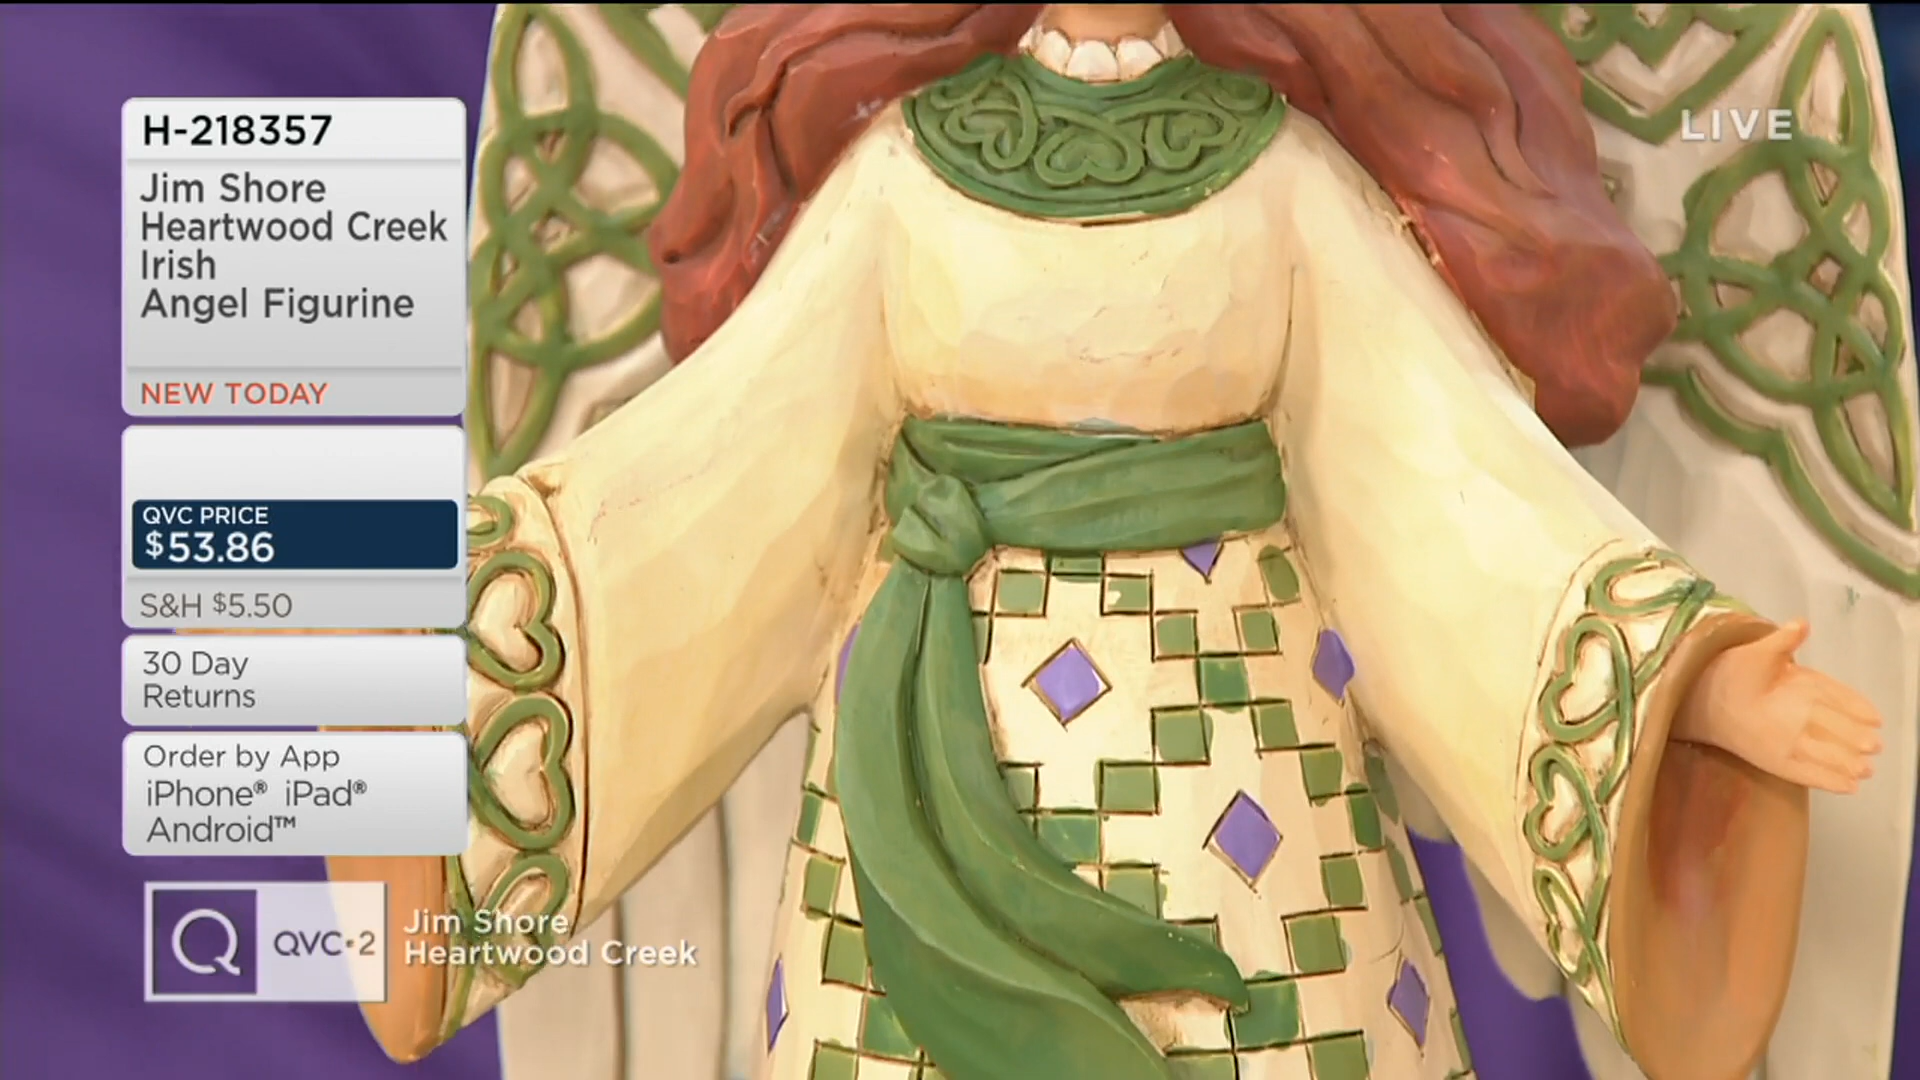 H-218357
Jim Shore
Heartwood Creek
Irish
Angel Figurine
NEW TODAY
QVC PRICE
$53.86
S&H $5.50
30 Day
Returns
Order by App
iPhone® iPad®
Android™
Q QVC•2
Jim Shore
Heartwood Creek
LIVE